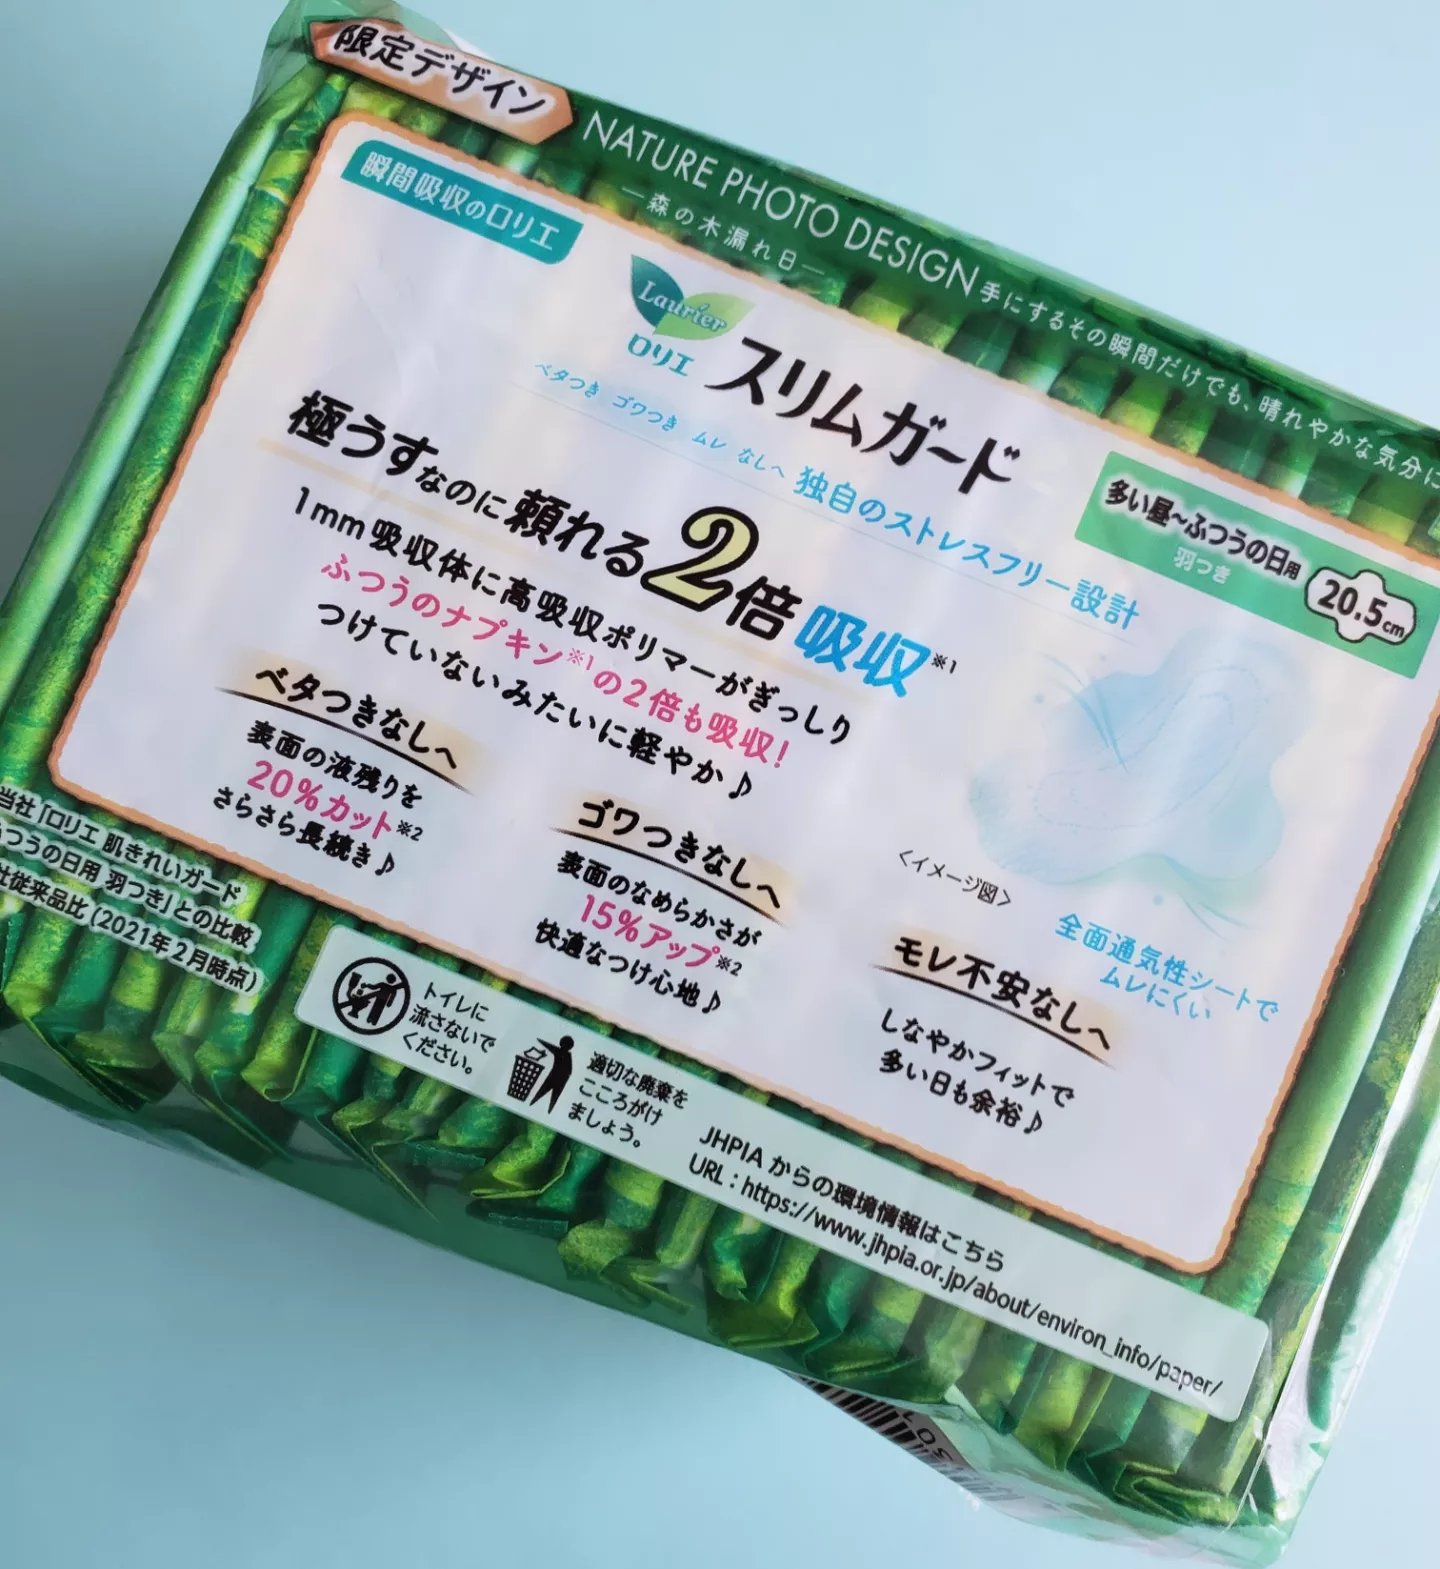 限定デザイン
NATURE PHOTO DESIGN
―森の木漏れ日―
手にするその瞬間だけでも、晴れやかな気分に
瞬間吸収のロリエ
Laurier
ロリエ
スリムガード
ベタつき ゴワつき ムレ なしへ 独自のストレスフリー設計
多い昼~ふつうの日用
羽つき
20.5cm
極うすなのに頼れる2倍吸収※1
1mm吸収体に高吸収ポリマーがぎっしり
ふつうのナプキン※1の2倍も吸収!
つけていないみたいに軽やか♪
ベタつきなしへ
表面の液残りを
20%カット※2
さらさら長続き♪
ゴワつきなしへ
表面のなめらかさが
15%アップ※2
快適なつけ心地♪
<イメージ図>
全面通気性シートで
ムレにくい
モレ不安なしへ
しなやかフィットで
多い日も余裕♪
当社「ロリエ 肌きれいガード
ふつうの日用 羽つき」との比較
社従来品比(2021年2月時点)
トイレに
流さないで
ください。
適切な廃棄を
こころがけ
ましょう。
JHPIAからの環境情報はこちら
URL:https://www.jhpia.or.jp/about/environ_info/paper/